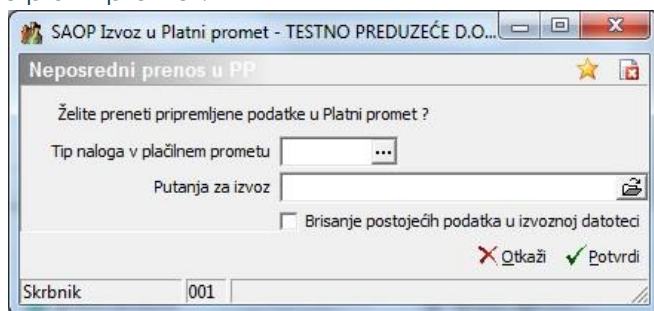 SAOP Izvoz u Platni promet - TESTNO PREDUZEĆE D.O...
Neposredni prenos u PP
Želite preneti pripremljene podatke u Platni promet ?
Tip naloga v plačilnem prometu ...
Putanja za izvoz
Brisanje postojećih podatka u izvoznoj datoteci
Otkaži Potvrdi
Skrbnik 001